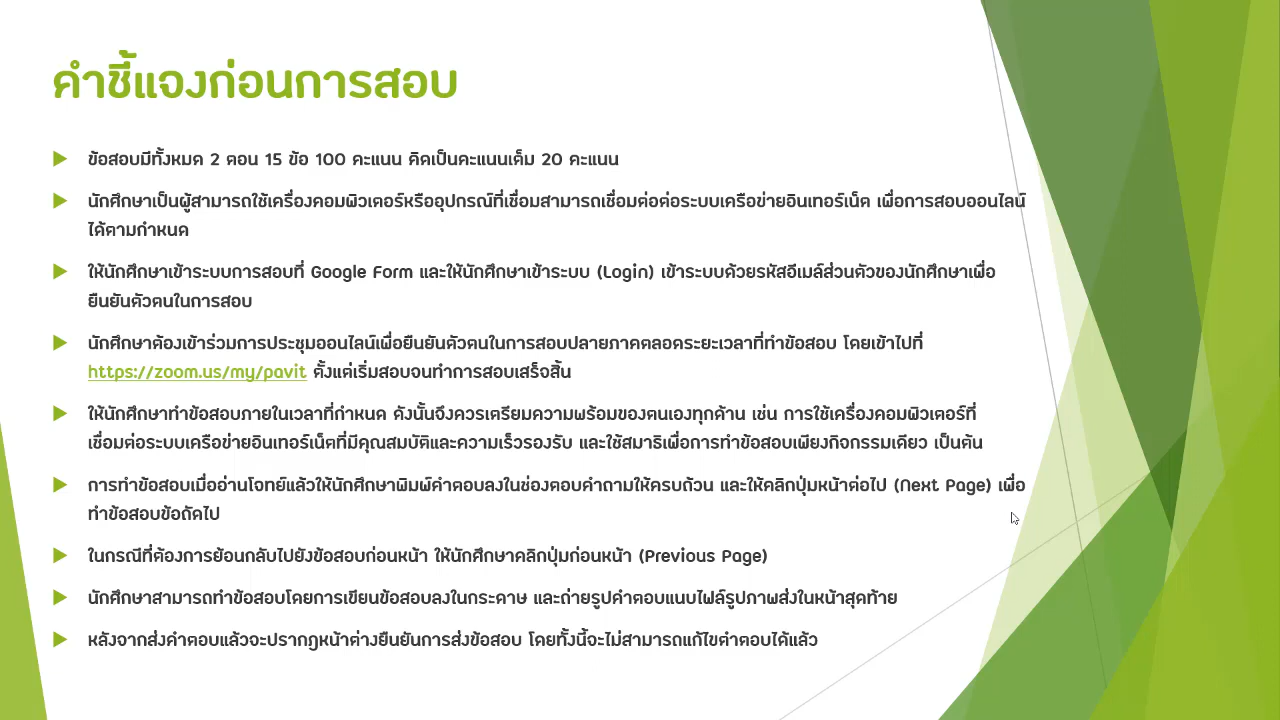 คำชี้แจงก่อนการสอบ
ข้อสอบมีทั้งหมด 2 ตอน 15 ข้อ 100 คะแนน คิดเป็นคะแนนเต็ม 20 คะแนน
นักศึกษาเป็นผู้สามารถใช้เครื่องคอมพิวเตอร์หรืออุปกรณ์ที่เชื่อมสามารถเชื่อมต่อต่อระบบเครือข่ายอินเทอร์เน็ต เพื่อการสอบออนไลน์
ได้ตามกำหนด
ให้นักศึกษาเข้าระบบการสอบที่ Google Form และให้นักศึกษาเข้าระบบ (Login) เข้าระบบด้วยรหัสอีเมล์ส่วนตัวของนักศึกษาเพื่อ
ยืนยันตัวตนในการสอบ
นักศึกษาต้องเข้าร่วมการประชุมออนไลน์เพื่อยืนยันตัวตนในการสอบปลายภาคตลอดระยะเวลาที่ทำข้อสอบ โดยเข้าไปที่
https://zoom.us/my/pavit ตั้งแต่เริ่มสอบจนทำการสอบเสร็จสิ้น
ให้นักศึกษาทำข้อสอบภายในเวลาที่กำหนด ดังนั้นจึงควรเตรียมความพร้อมของตนเองทุกด้าน เช่น การใช้เครื่องคอมพิวเตอร์ที่
เชื่อมต่อระบบเครือข่ายอินเทอร์เน็ตที่มีคุณสมบัติและความเร็วรองรับ และใช้สมาธิเพื่อการทำข้อสอบเพียงกิจกรรมเดียว เป็นต้น
การทำข้อสอบเมื่ออ่านโจทย์แล้วให้นักศึกษาพิมพ์คำตอบลงในช่องตอบคำถามให้ครบถ้วน และให้คลิกปุ่มหน้าต่อไป (Next Page) เพื่อ
ทำข้อสอบข้อถัดไป
ในกรณีที่ต้องการย้อนกลับไปยังข้อสอบก่อนหน้า ให้นักศึกษาคลิกปุ่มก่อนหน้า (Previous Page)
นักศึกษาสามารถทำข้อสอบโดยการเขียนข้อสอบลงในกระดาษ และถ่ายรูปคำตอบแนบไฟล์รูปภาพส่งในหน้าสุดท้าย
หลังจากส่งคำตอบแล้วจะปรากฏหน้าต่างยืนยันการส่งข้อสอบ โดยทั้งนี้จะไม่สามารถแก้ไขคำตอบได้แล้ว